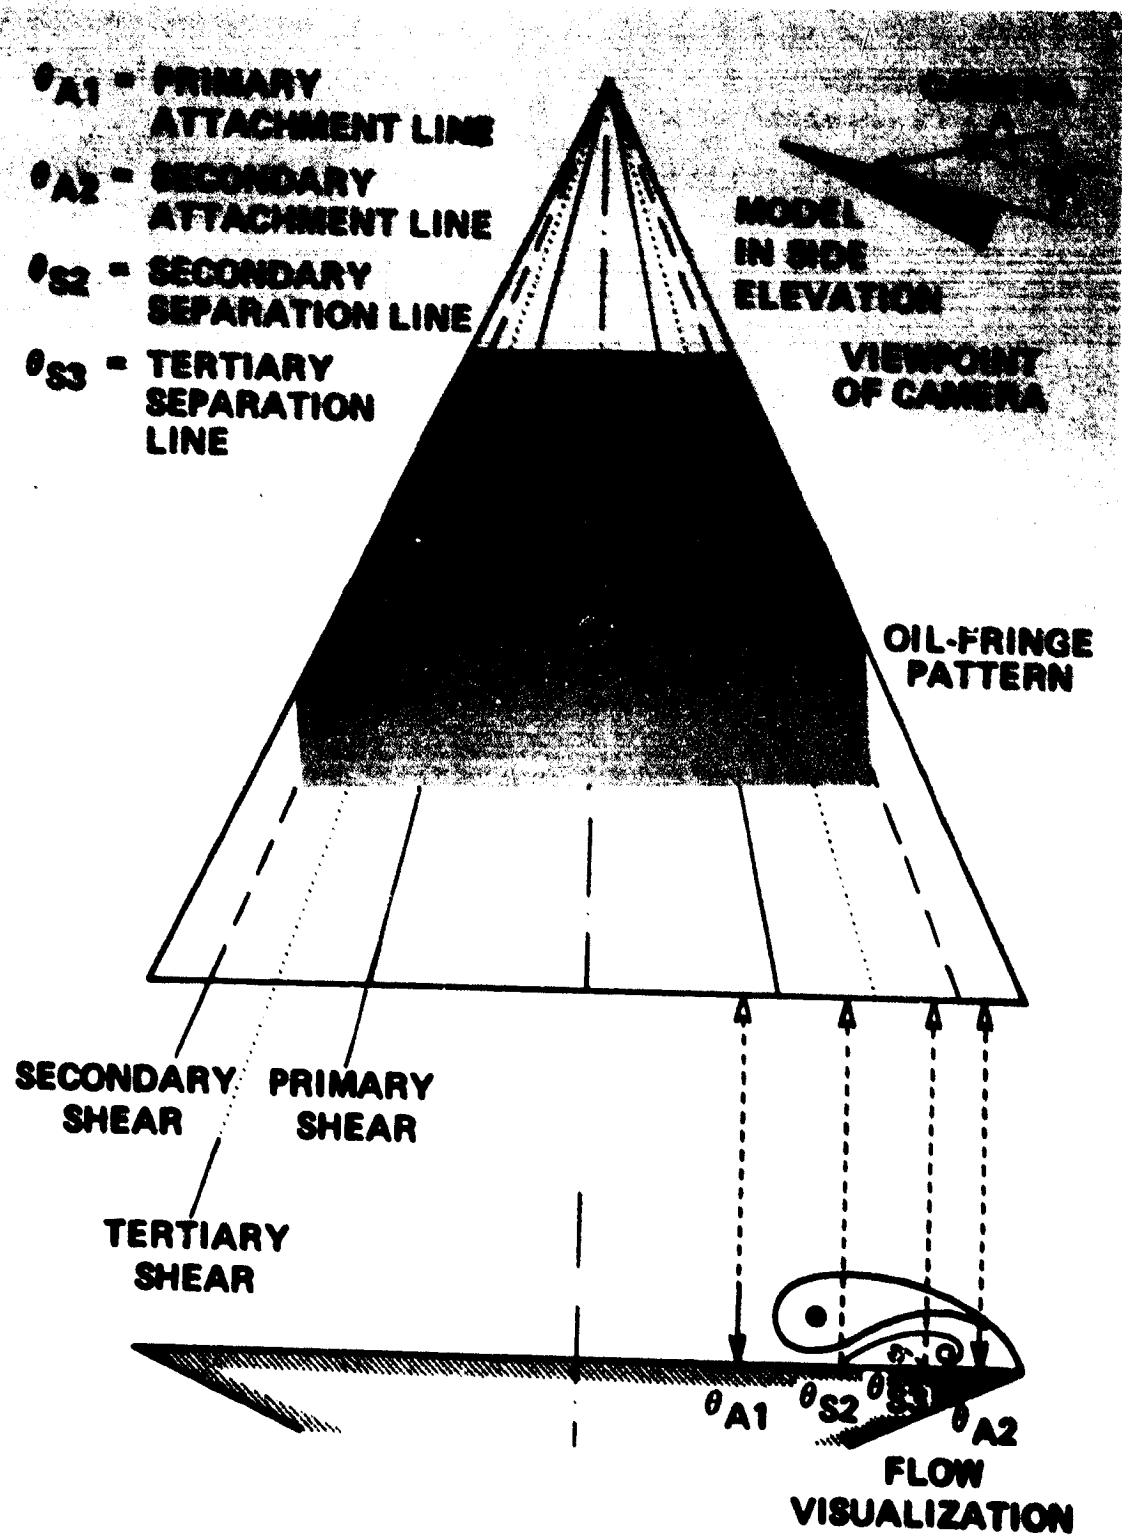 θA1 = PRIMARY
ATTACHMENT LINE
θA2 = SECONDARY
ATTACHMENT LINE
θS2 = SECONDARY
SEPARATION LINE
θS3 = TERTIARY
SEPARATION
LINE
CAMERA
MODEL
IN SIDE
ELEVATION
VIEWPOINT
OF CAMERA
OIL-FRINGE
PATTERN
SECONDARY
SHEAR
PRIMARY
SHEAR
TERTIARY
SHEAR
θA1
θS2
θS3
θA2
FLOW
VISUALIZATION